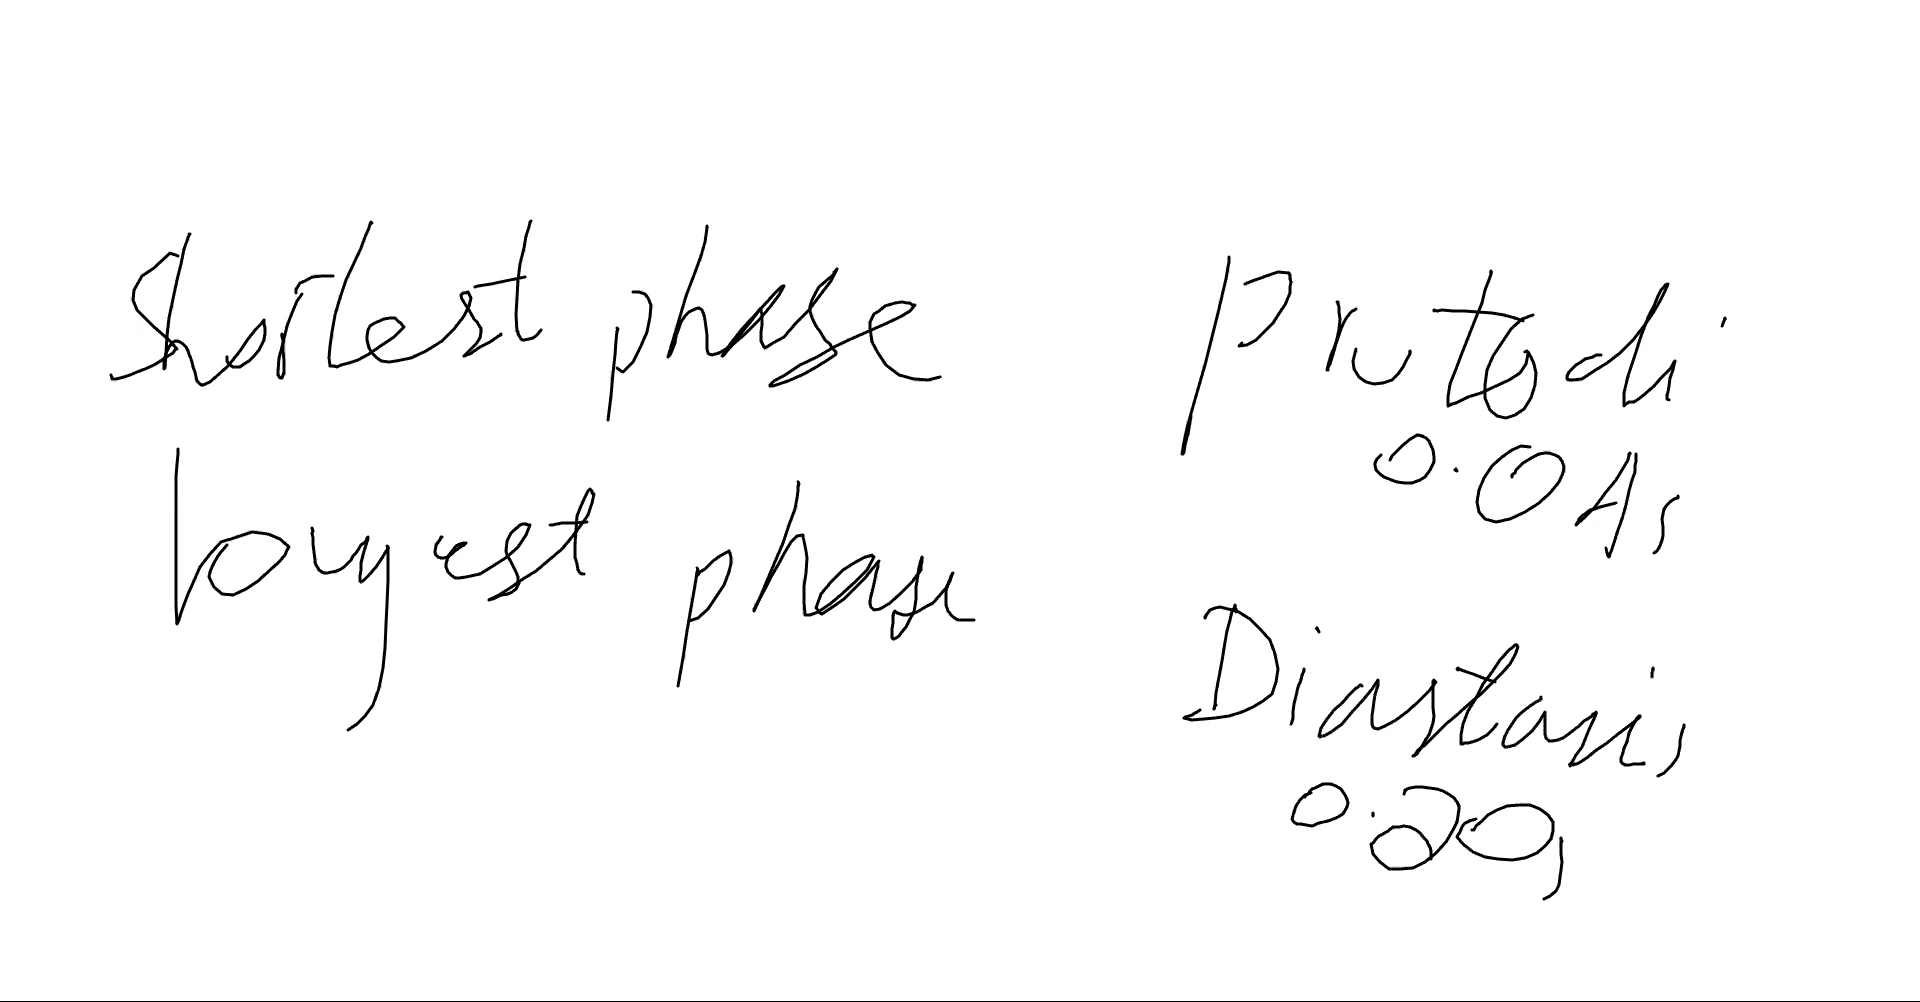 Shortest phase
Protodi
0.04s
longest phase
Diastasis
0.20s